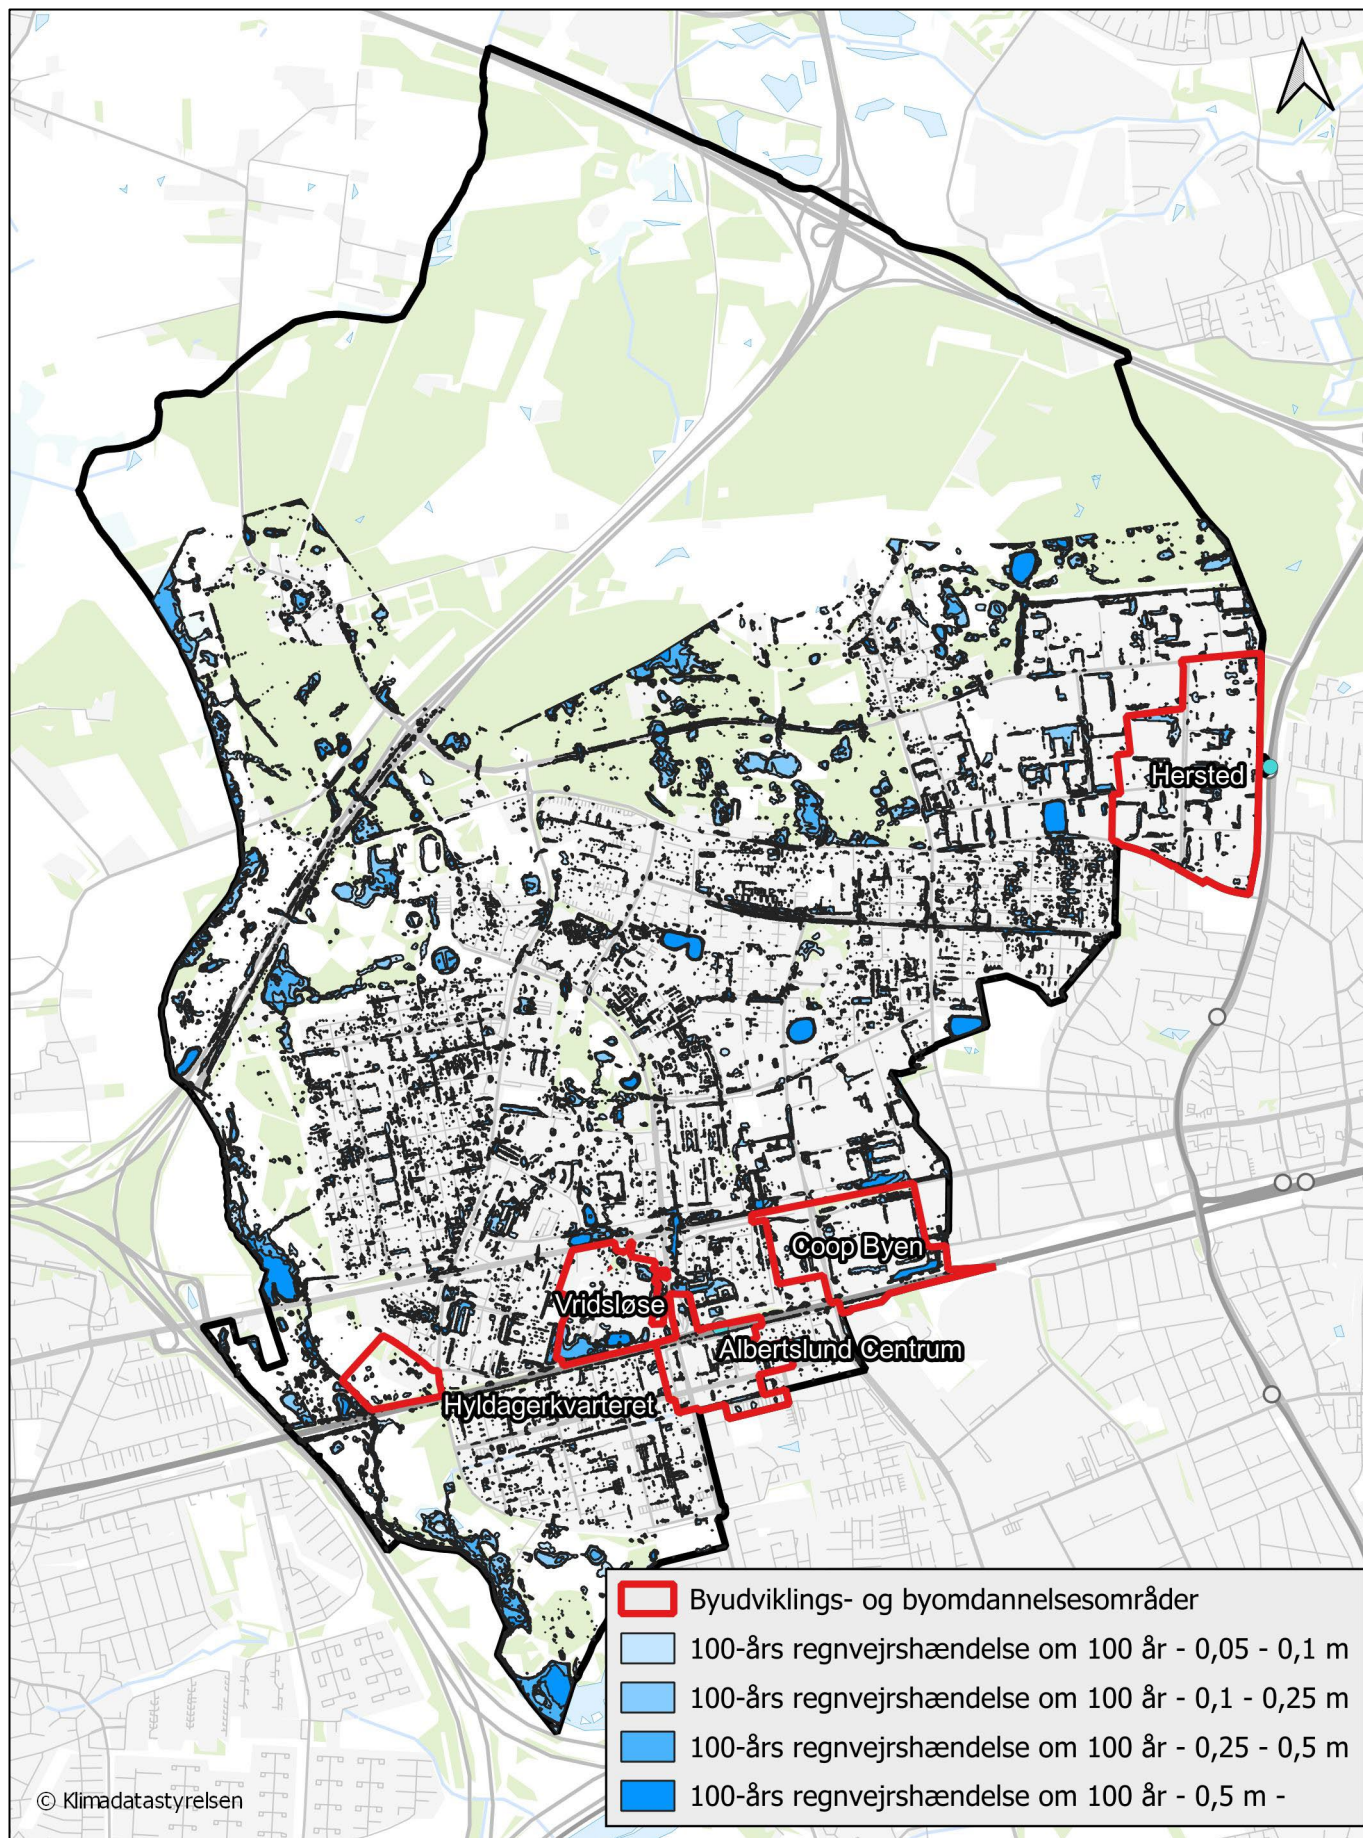 Hersted
Coop Byen
Vridsløse
Albertslund Centrum
Hyldagerkvarteret
Byudviklings- og byomdannelsesområder
100-års regnvejrshændelse om 100 år - 0,05 - 0,1 m
100-års regnvejrshændelse om 100 år - 0,1 - 0,25 m
100-års regnvejrshændelse om 100 år - 0,25 - 0,5 m
100-års regnvejrshændelse om 100 år - 0,5 m -
© Klimadatastyrelsen